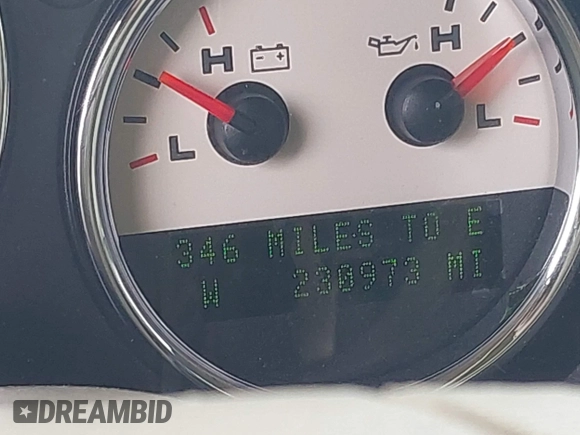 H H
L L
346 MILES TO E
W 230973 MI
DREAMBID